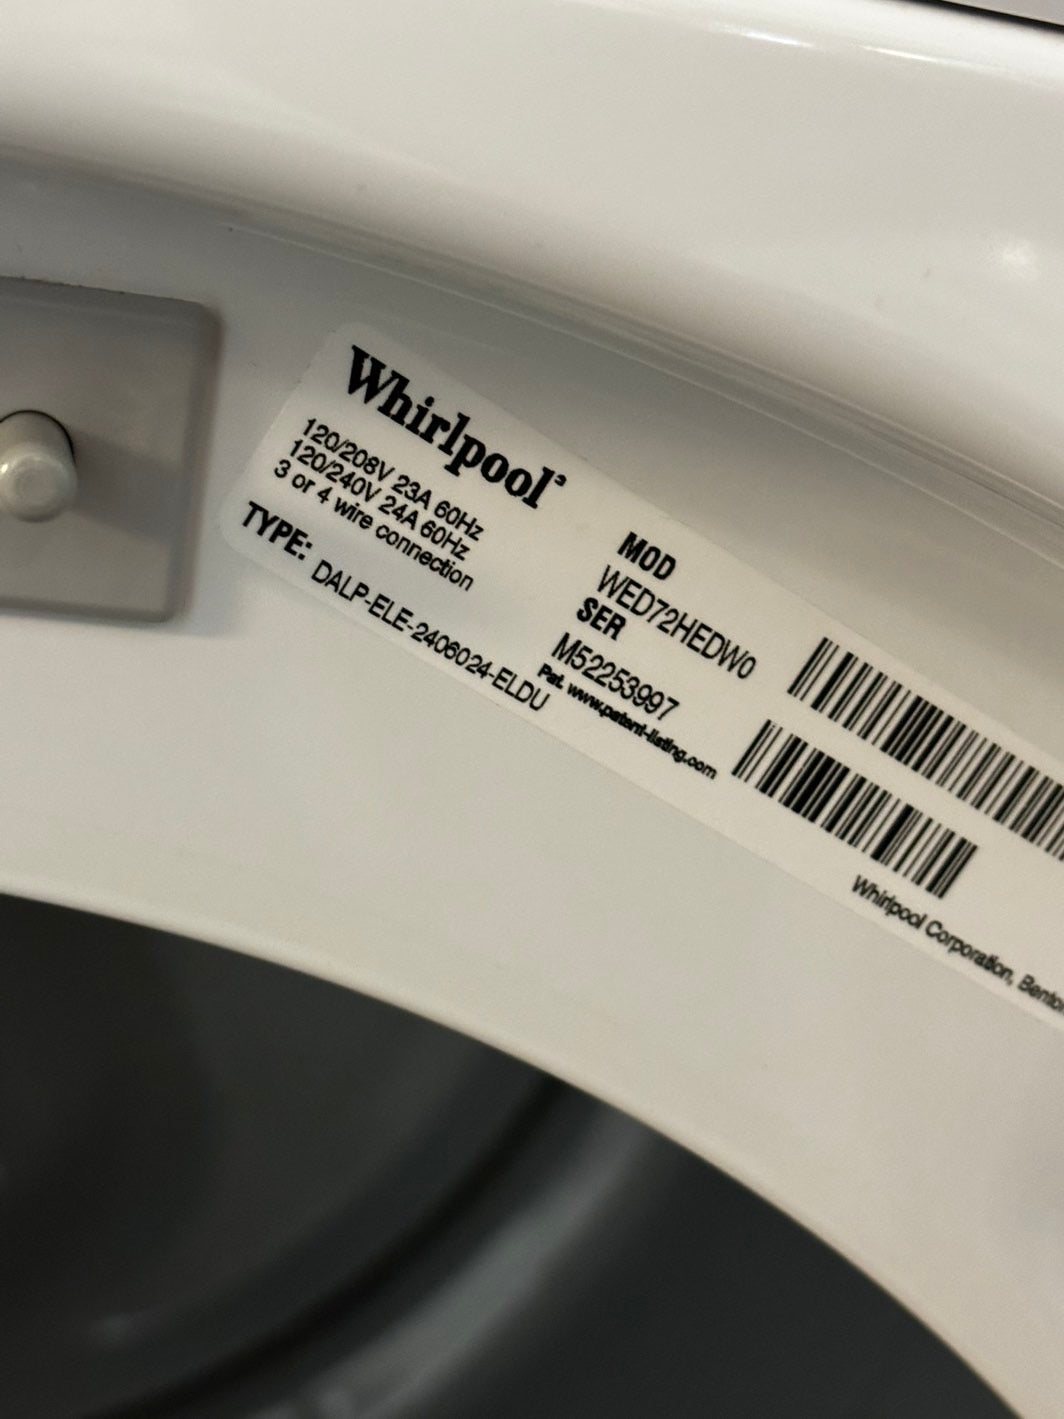 Whirlpool®
120/208V 23A 60Hz
120/240V 24A 60Hz
3 or 4 wire connection
TYPE: DALP-ELE-2406024-ELDU
MOD
WED72HEDW0
SER
M52253997
Pat. www.patent-listing.com
Whirlpool Corporation,